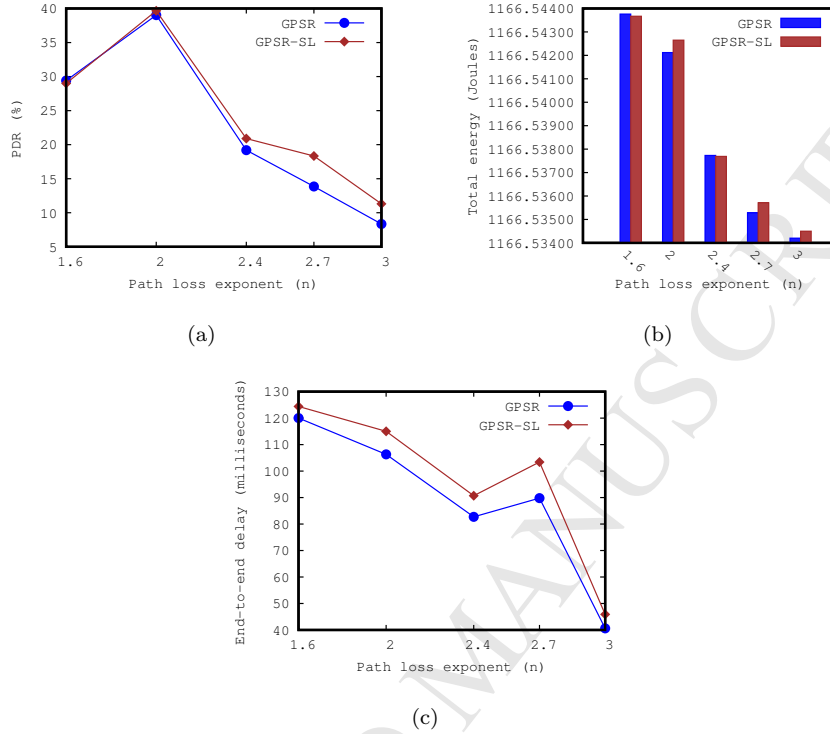 40
35
30
25
20
15
10
5
PDR (%)
GPSR
GPSR-SL
1.6
2
2.4
2.7
3
Path loss exponent (n)
(a)
1166.54400
1166.54300
1166.54200
1166.54100
1166.54000
1166.53900
1166.53800
1166.53700
1166.53600
1166.53500
1166.53400
Total energy (Joules)
GPSR
GPSR-SL
1.6
2
2.4
2.7
3
Path loss exponent (n)
(b)
130
120
110
100
90
80
70
60
50
40
End-to-end delay (milliseconds)
GPSR
GPSR-SL
1.6
2
2.4
2.7
3
Path loss exponent (n)
(c)
MANUSCRI